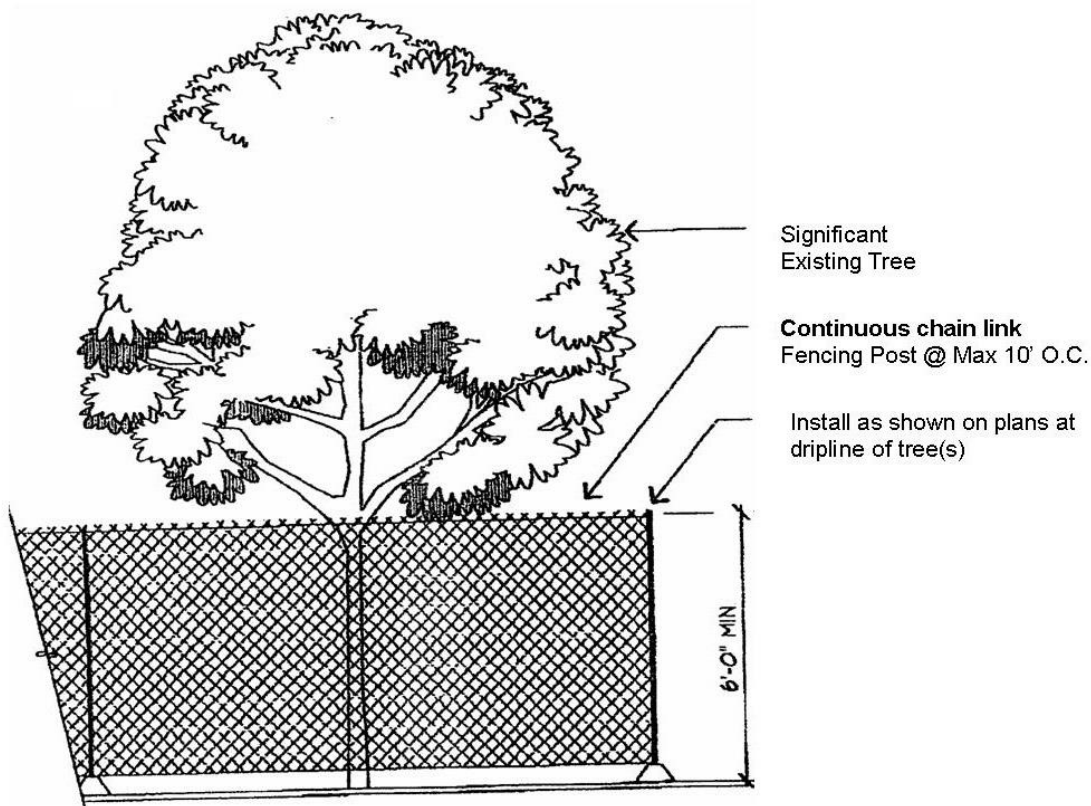 Significant
Existing Tree
Continuous chain link
Fencing Post @ Max 10’ O.C.
Install as shown on plans at
dripline of tree(s)
6'-0" MIN